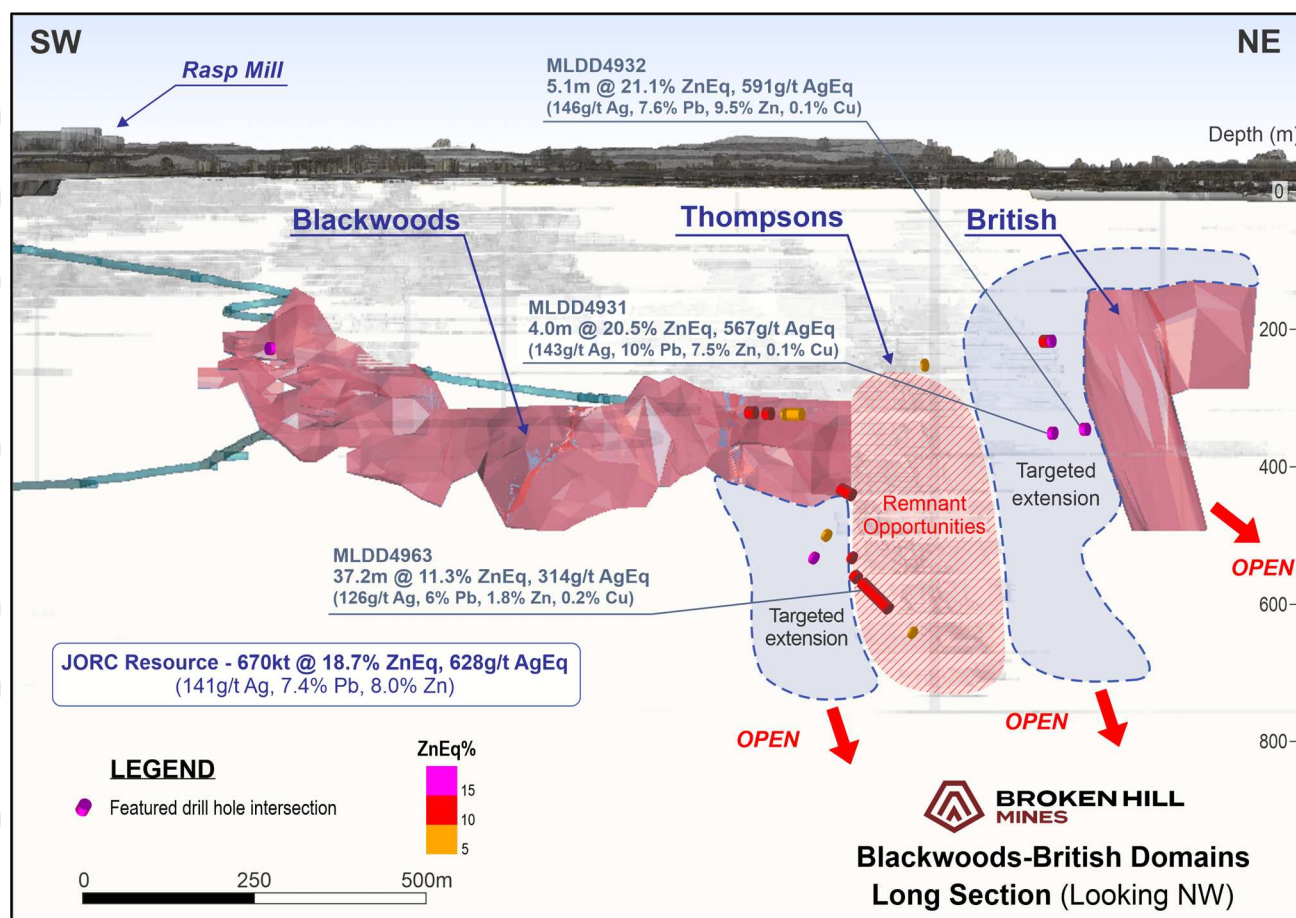 SW
NE
Rasp Mill
MLDD4932
5.1m @ 21.1% ZnEq, 591g/t AgEq
(146g/t Ag, 7.6% Pb, 9.5% Zn, 0.1% Cu)
Depth (m)
0
Blackwoods
Thompsons
British
MLDD4931
4.0m @ 20.5% ZnEq, 567g/t AgEq
(143g/t Ag, 10% Pb, 7.5% Zn, 0.1% Cu)
200
400
Targeted
extension
Remnant
Opportunities
OPEN
MLDD4963
37.2m @ 11.3% ZnEq, 314g/t AgEq
(126g/t Ag, 6% Pb, 1.8% Zn, 0.2% Cu)
600
Targeted
extension
JORC Resource - 670kt @ 18.7% ZnEq, 628g/t AgEq
(141g/t Ag, 7.4% Pb, 8.0% Zn)
OPEN
OPEN
800
LEGEND
Featured drill hole intersection
ZnEq%
15
10
5
0
250
500m
BROKEN HILL
MINES
Blackwoods-British Domains
Long Section (Looking NW)